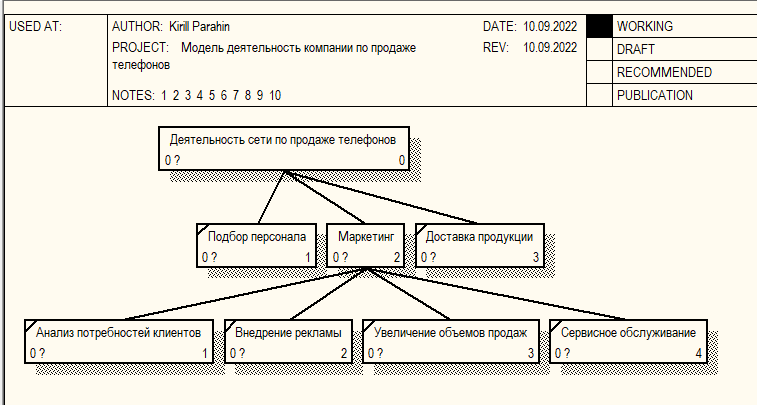 USED AT:
AUTHOR: Kirill Parahin
DATE: 10.09.2022
WORKING
PROJECT: Модель деятельность компании по продаже
телефонов
REV: 10.09.2022
DRAFT
RECOMMENDED
NOTES: 1 2 3 4 5 6 7 8 9 10
PUBLICATION
Деятельность сети по продаже телефонов
0 ? 0
Подбор персонала
0 ? 1
Маркетинг
0 ? 2
Доставка продукции
0 ? 3
Анализ потребностей клиентов
0 ? 1
Внедрение рекламы
0 ? 2
Увеличение объемов продаж
0 ? 3
Сервисное обслуживание
0 ? 4